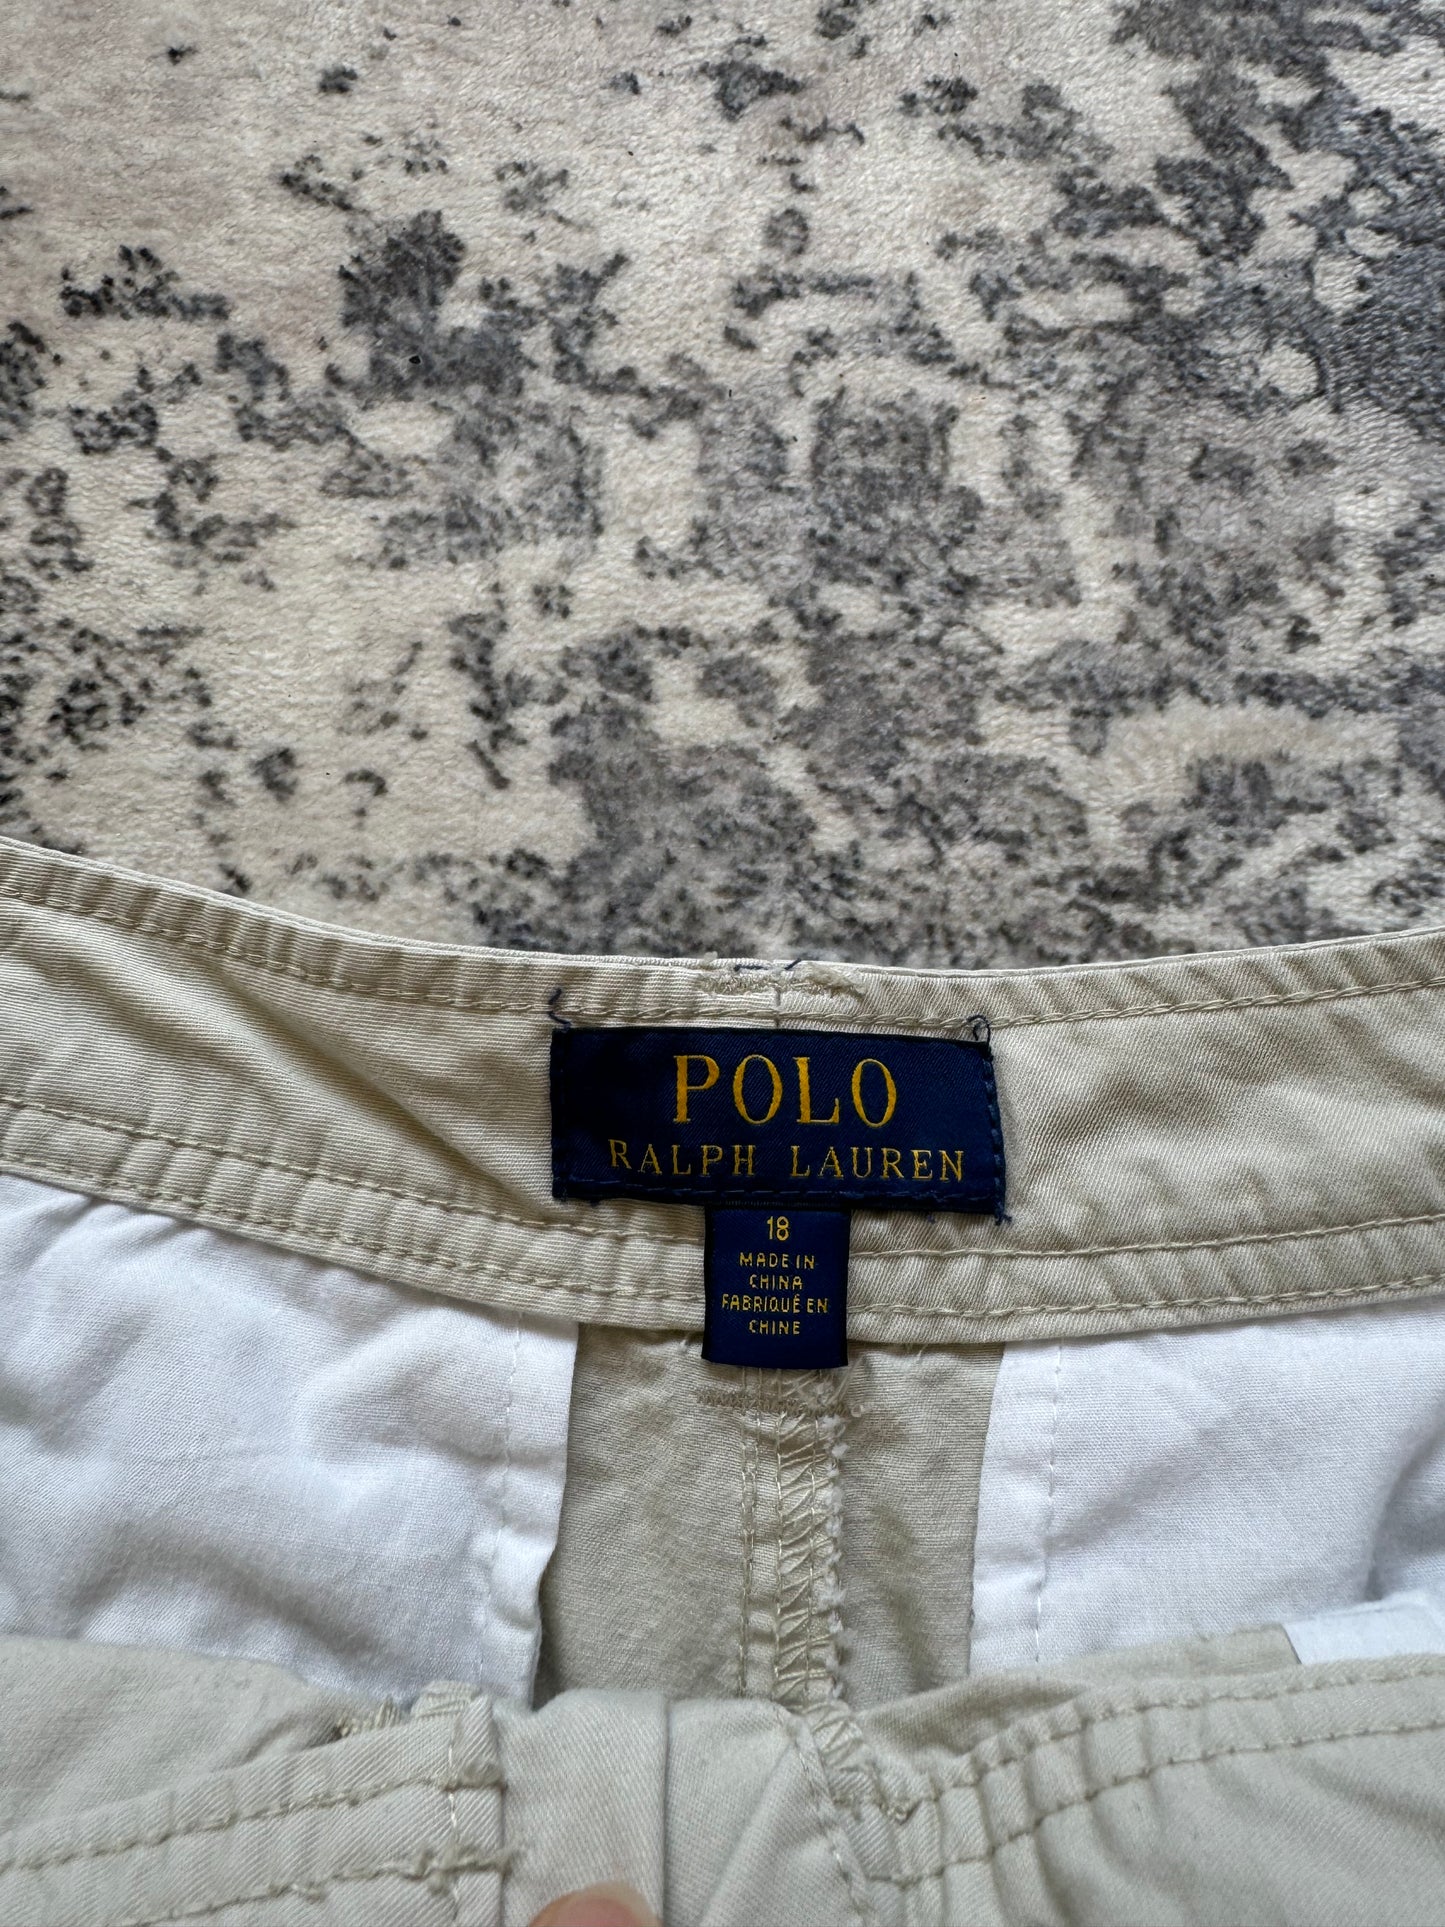 POLO
RALPH LAUREN
18
MADE IN
CHINA
FABRIQUÉ EN
CHINE